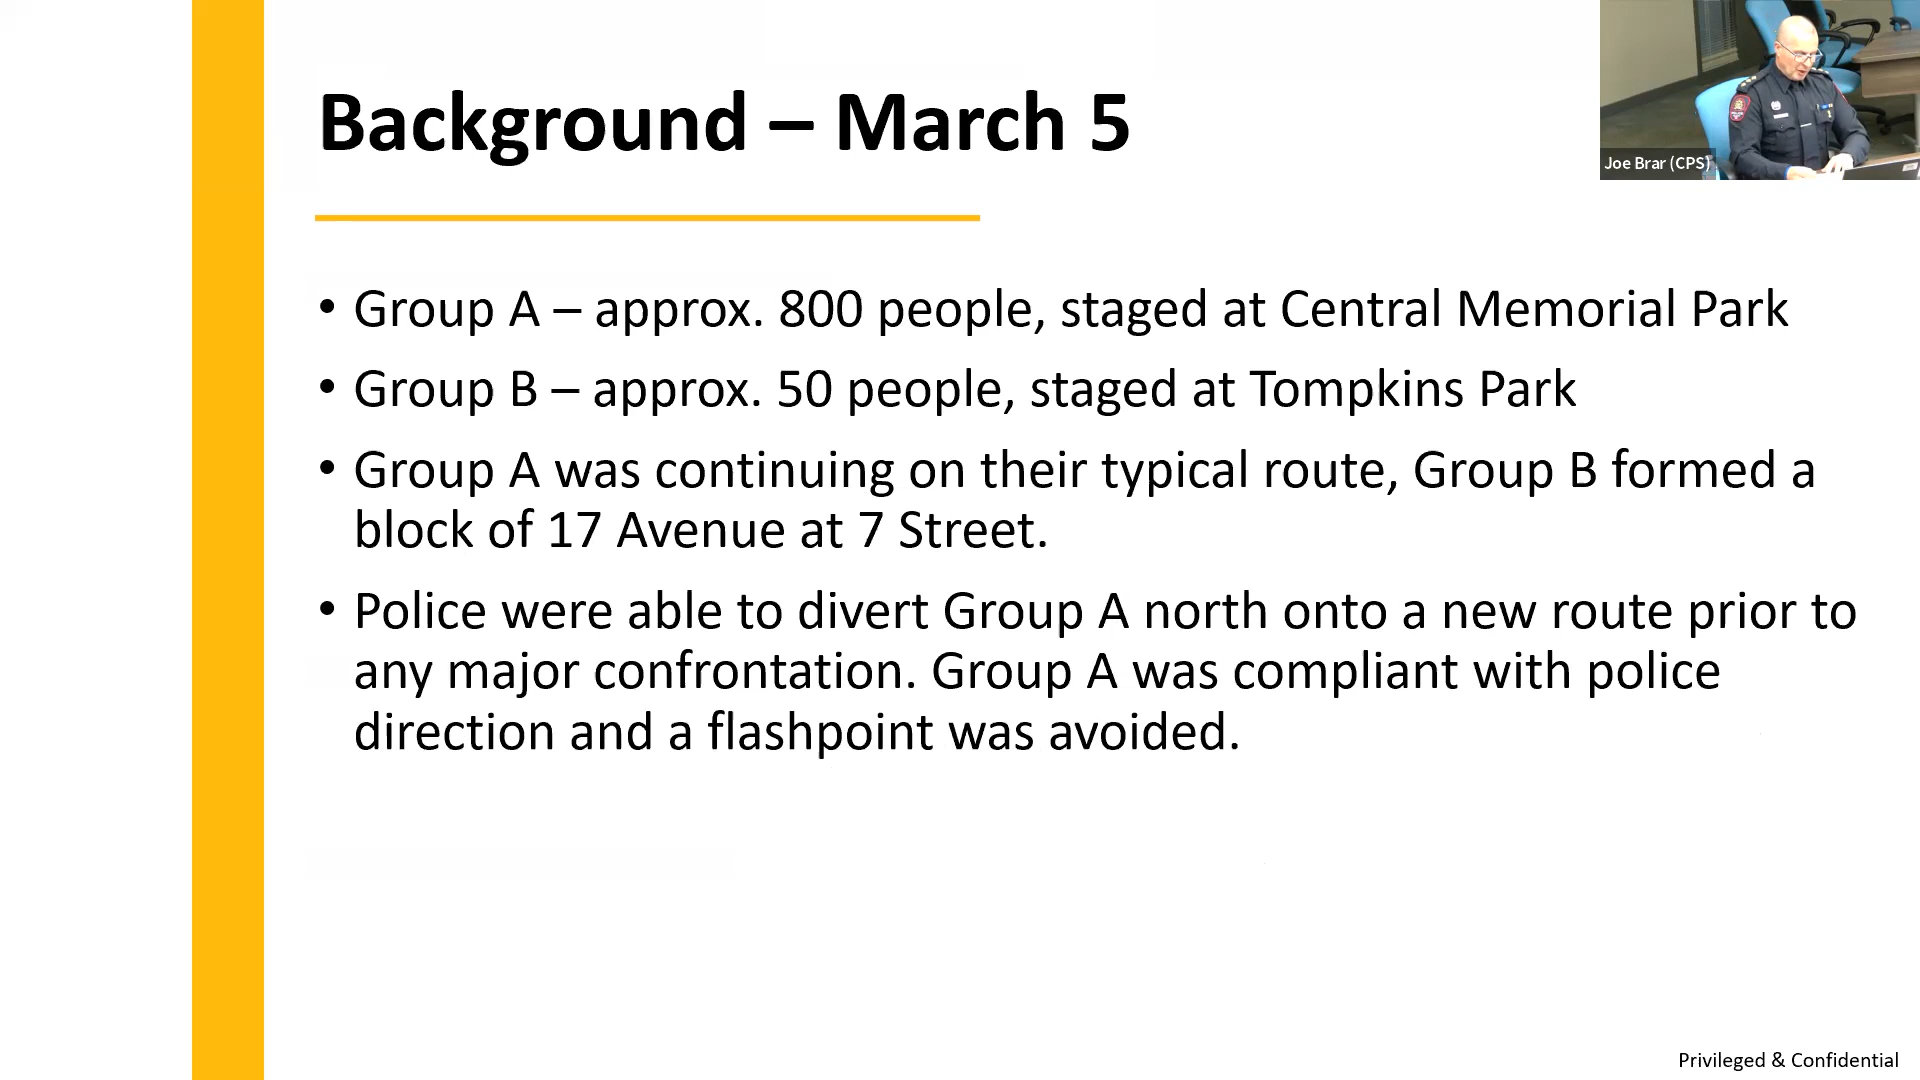 Background – March 5
Joe Brar (CPS)
• Group A – approx. 800 people, staged at Central Memorial Park
• Group B – approx. 50 people, staged at Tompkins Park
• Group A was continuing on their typical route, Group B formed a
block of 17 Avenue at 7 Street.
• Police were able to divert Group A north onto a new route prior to
any major confrontation. Group A was compliant with police
direction and a flashpoint was avoided.
Privileged & Confidential